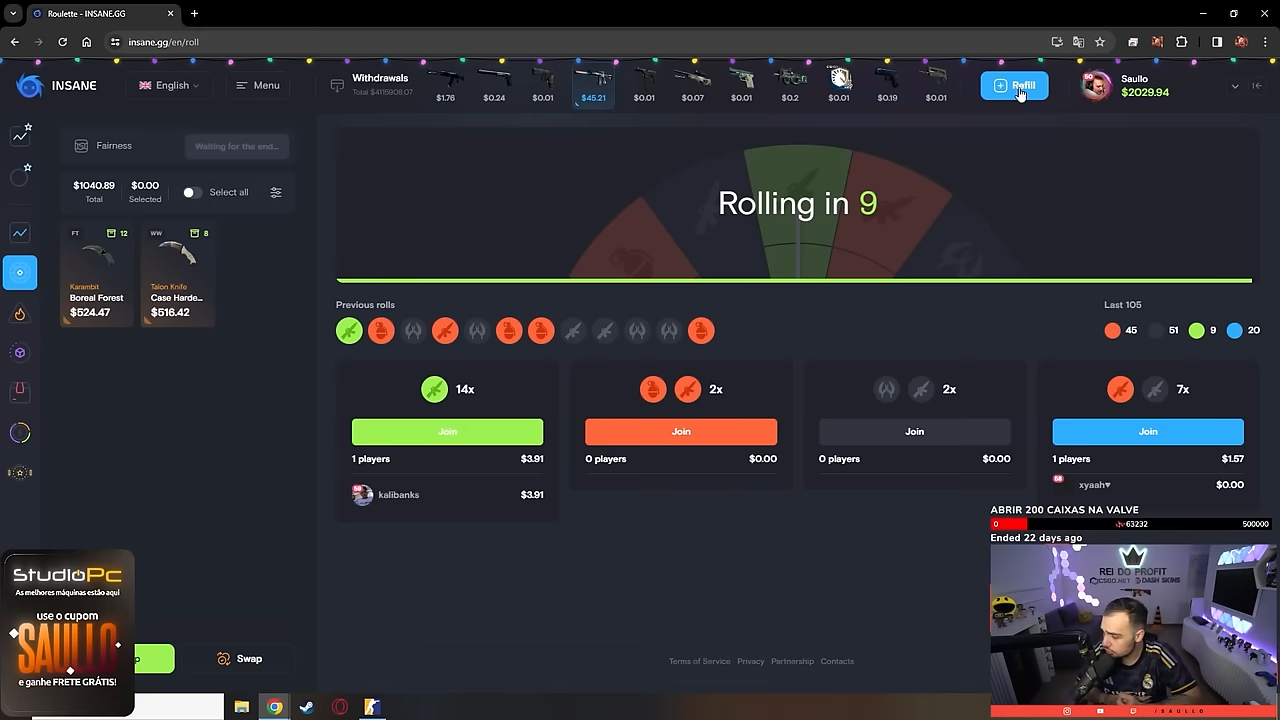 Roulette - INSANE.GG
insane.gg/en/roll
INSANE
English
Menu
Withdrawals
Total $4115908.07
$1.76
$0.24
$0.01
$45.21
$0.01
$0.07
$0.01
$0.2
$0.01
$0.19
$0.01
Refill
50
Saullo
$2029.94
Fairness
Waiting for the end...
$1040.89
Total
$0.00
Selected
Select all
FT
12
Karambit
Boreal Forest
$524.47
WW
8
Talon Knife
Case Harde...
$516.42
Rolling in 9
Previous rolls
Last 105
45
51
9
20
14x
Join
1 players
$3.91
kalibanks
$3.91
2x
Join
0 players
$0.00
2x
Join
0 players
$0.00
7x
Join
1 players
$1.57
xyaah♥
$0.00
ABRIR 200 CAIXAS NA VALVE
0
63232
500000
Ended 22 days ago
REI DO PROFIT
CSGO.NET
DASH SKINS
/SAULLO
StudioPc
As melhores máquinas estão aqui
use o cupom
SAULLO
e ganhe FRETE GRÁTIS!
Swap
Terms of Service
Privacy
Partnership
Contacts